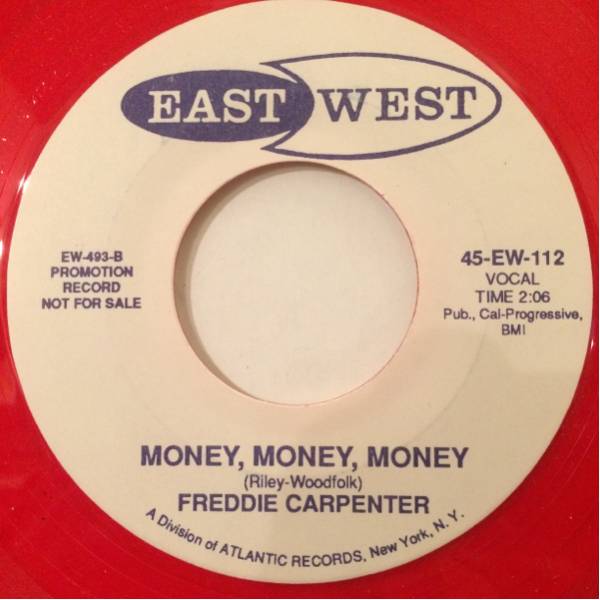 EAST WEST
EW-493-B
PROMOTION
RECORD
NOT FOR SALE
45-EW-112
VOCAL
TIME 2:06
Pub., Cal-Progressive,
BMI
MONEY, MONEY, MONEY
(Riley-Woodfolk)
FREDDIE CARPENTER
A Division of ATLANTIC RECORDS, New York, N. Y.